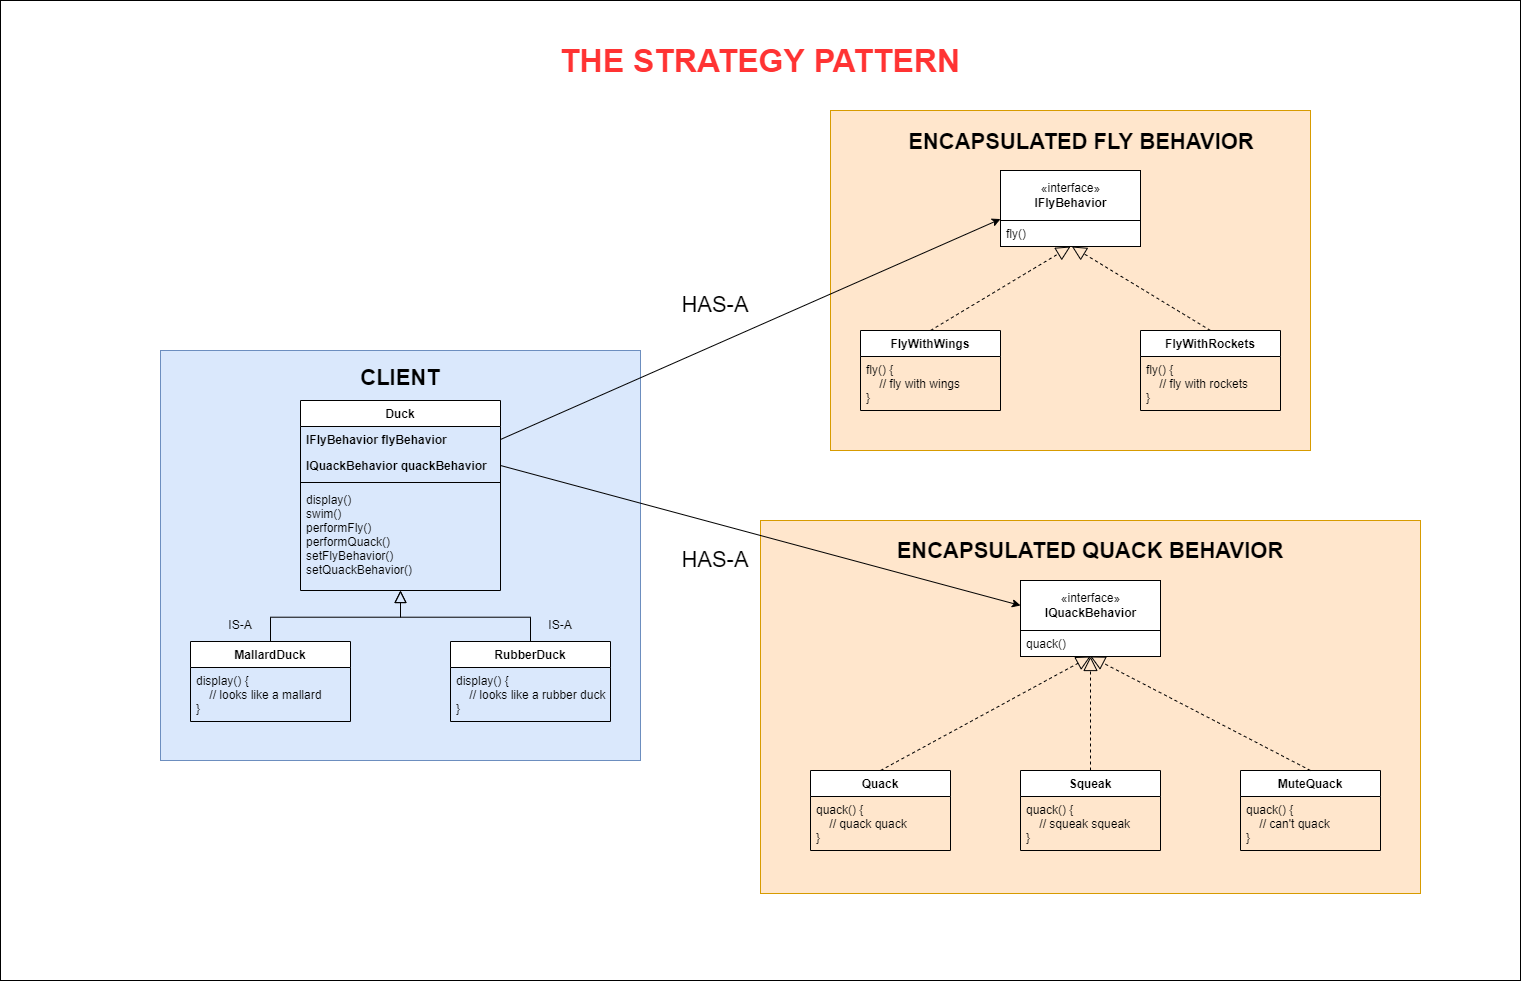 THE STRATEGY PATTERN
ENCAPSULATED FLY BEHAVIOR
«interface»
IFlyBehavior
fly()
HAS-A
FlyWithWings
fly() {
// fly with wings
}
FlyWithRockets
fly() {
// fly with rockets
}
CLIENT
Duck
IFlyBehavior flyBehavior
IQuackBehavior quackBehavior
display()
swim()
performFly()
performQuack()
setFlyBehavior()
setQuackBehavior()
IS-A
IS-A
MallardDuck
display() {
// looks like a mallard
}
RubberDuck
display() {
// looks like a rubber duck
}
HAS-A
ENCAPSULATED QUACK BEHAVIOR
«interface»
IQuackBehavior
quack()
Quack
quack() {
// quack quack
}
Squeak
quack() {
// squeak squeak
}
MuteQuack
quack() {
// can't quack
}